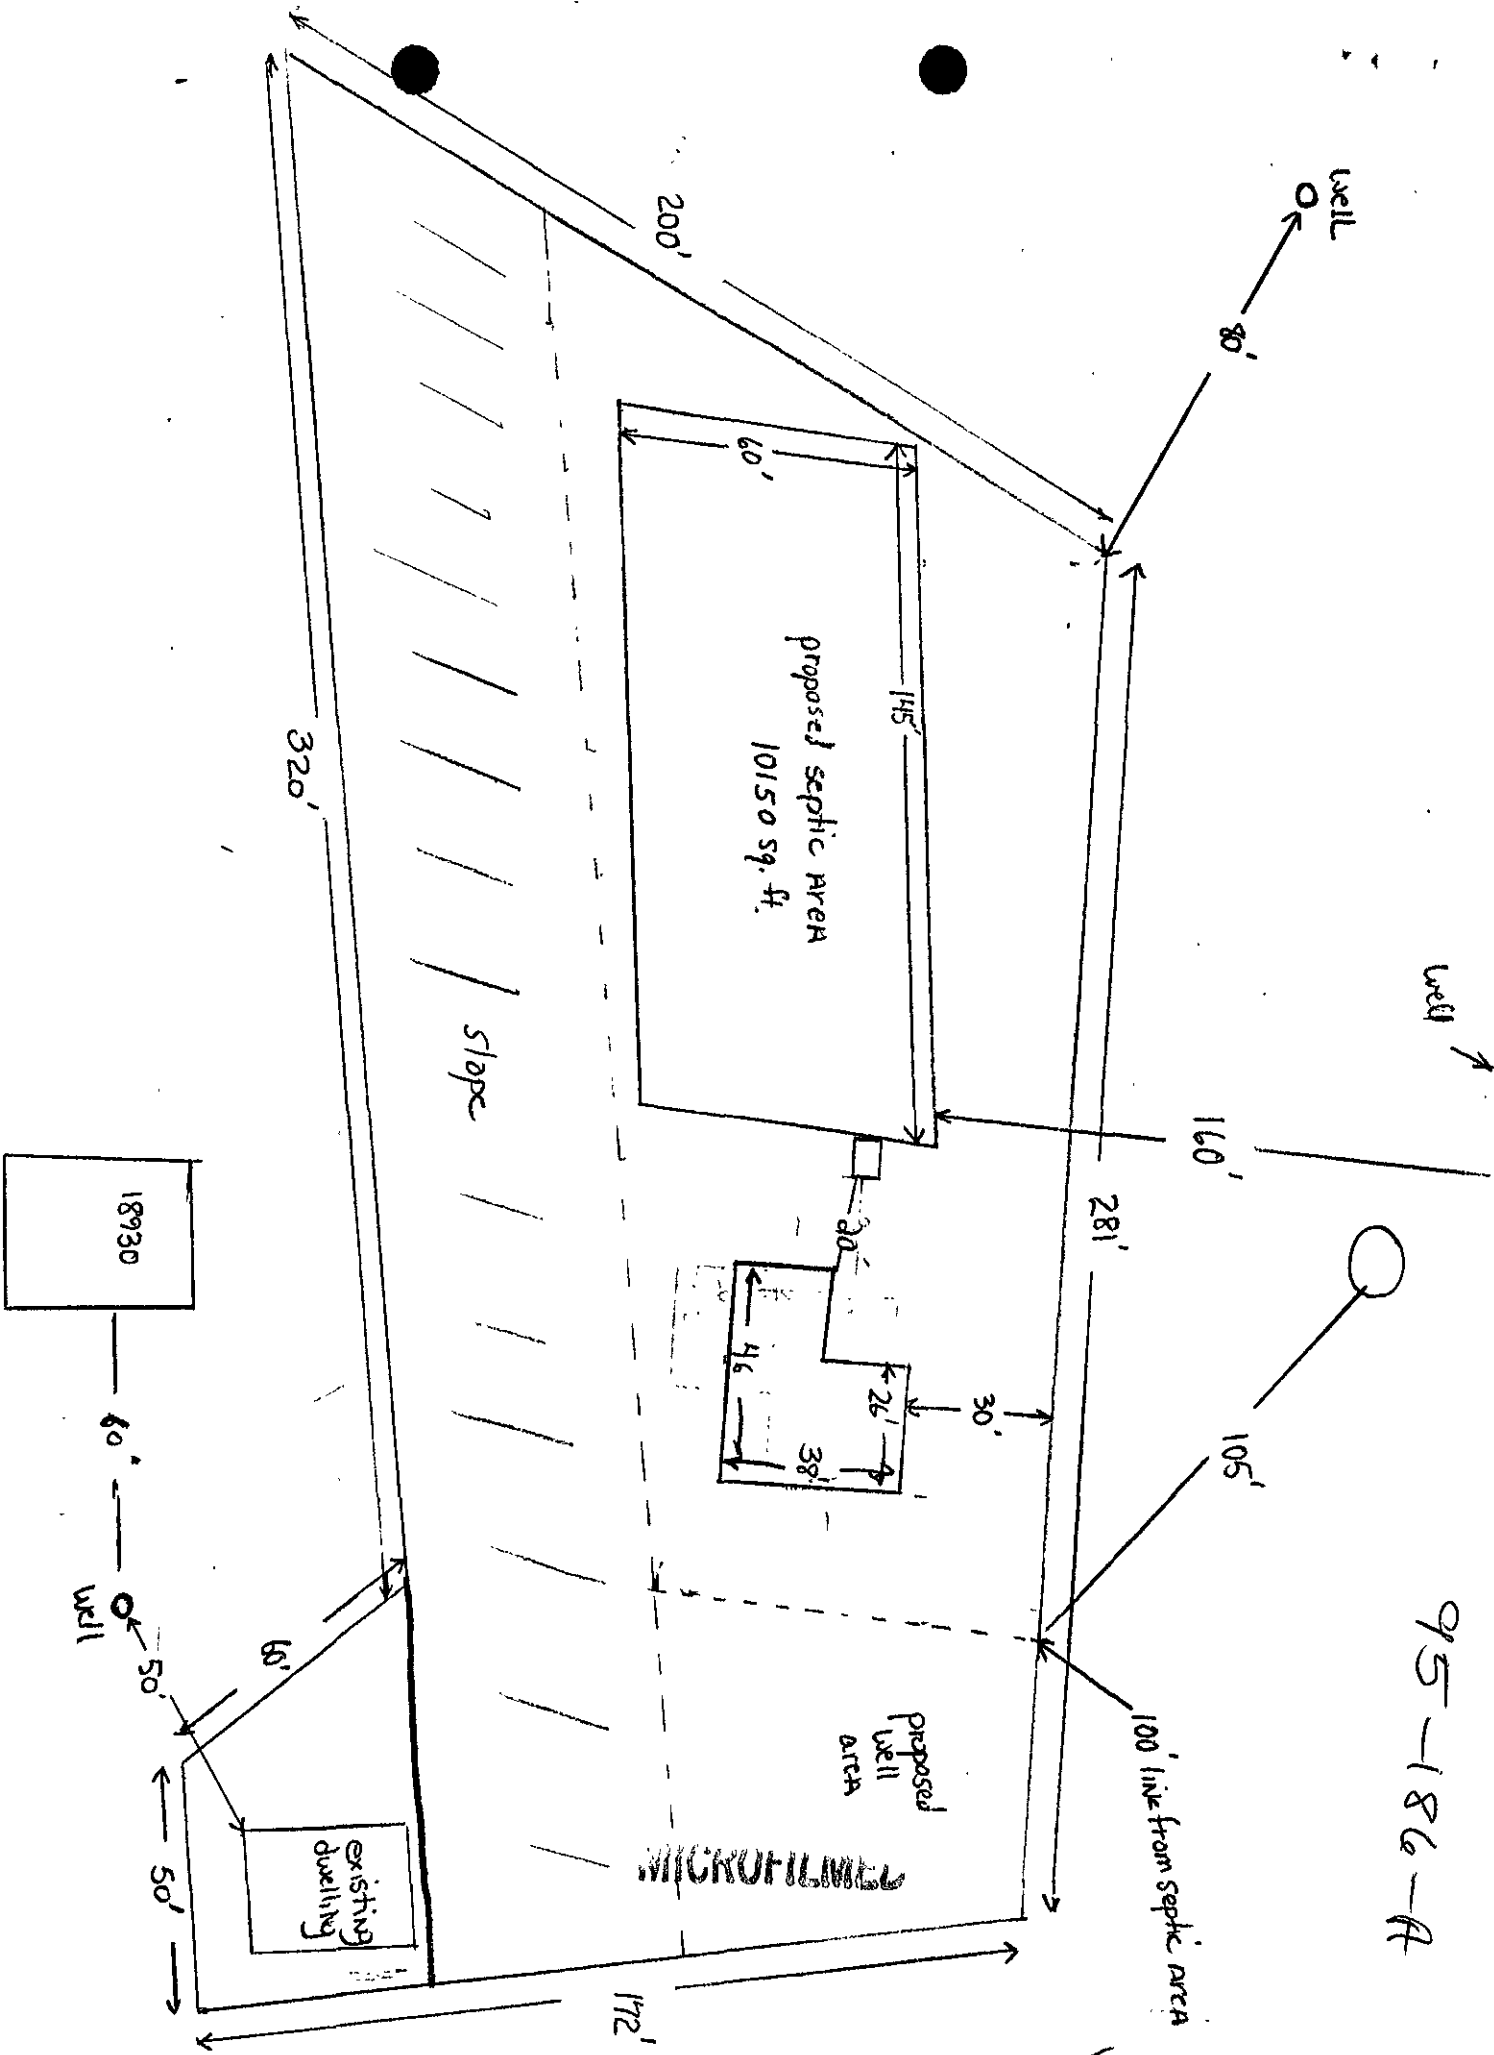 95-186-A
well
well
80'
200'
160'
281'
105'
100' line from septic area
60'
145'
proposed septic area
10150 sq. ft.
20'
46
26'
38'
30'
proposed
well
area
MICROFILMED
slope
320'
18930
60'
well
50'
60'
existing
dwelling
50'
172'